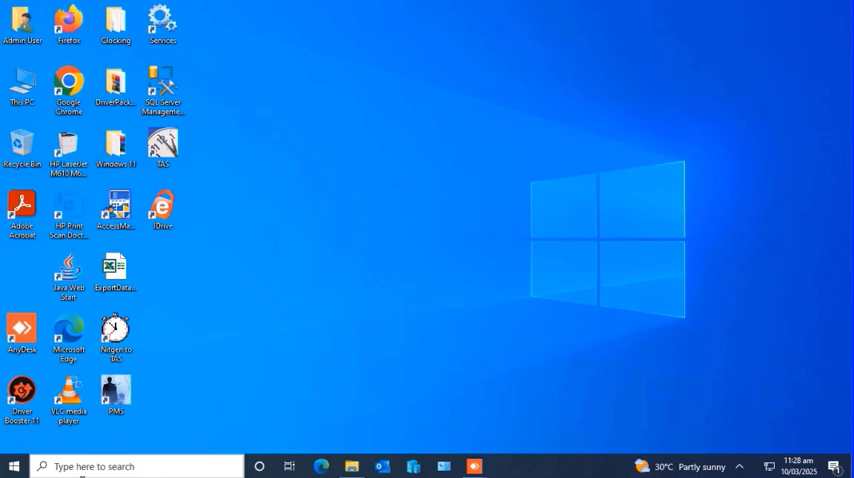 Admin User
Firefox
Clocking
Services
This PC
Google
Chrome
DriverPack...
SQL Server
Manageme...
Recycle Bin
HP LaserJet
M610 M6...
Windows 11
TAS
Adobe
Acrobat
HP Print
Scan Doct...
AccessMa...
IDrive
Java Web
Start
ExportData...
AnyDesk
Microsoft
Edge
Nitgen to
TAS
Driver
Booster 11
VLC media
player
PMS
Type here to search
30°C Partly sunny
11:28 am
10/03/2025
1